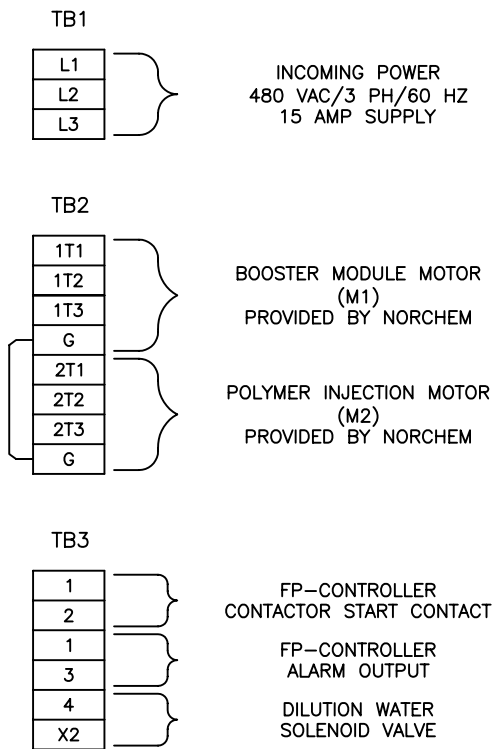 TB1
L1
L2
L3
INCOMING POWER
480 VAC/3 PH/60 HZ
15 AMP SUPPLY
TB2
1T1
1T2
1T3
G
BOOSTER MODULE MOTOR
(M1)
PROVIDED BY NORCHEM
2T1
2T2
2T3
G
POLYMER INJECTION MOTOR
(M2)
PROVIDED BY NORCHEM
TB3
1
2
FP-CONTROLLER
CONTACTOR START CONTACT
1
3
FP-CONTROLLER
ALARM OUTPUT
4
X2
DILUTION WATER
SOLENOID VALVE